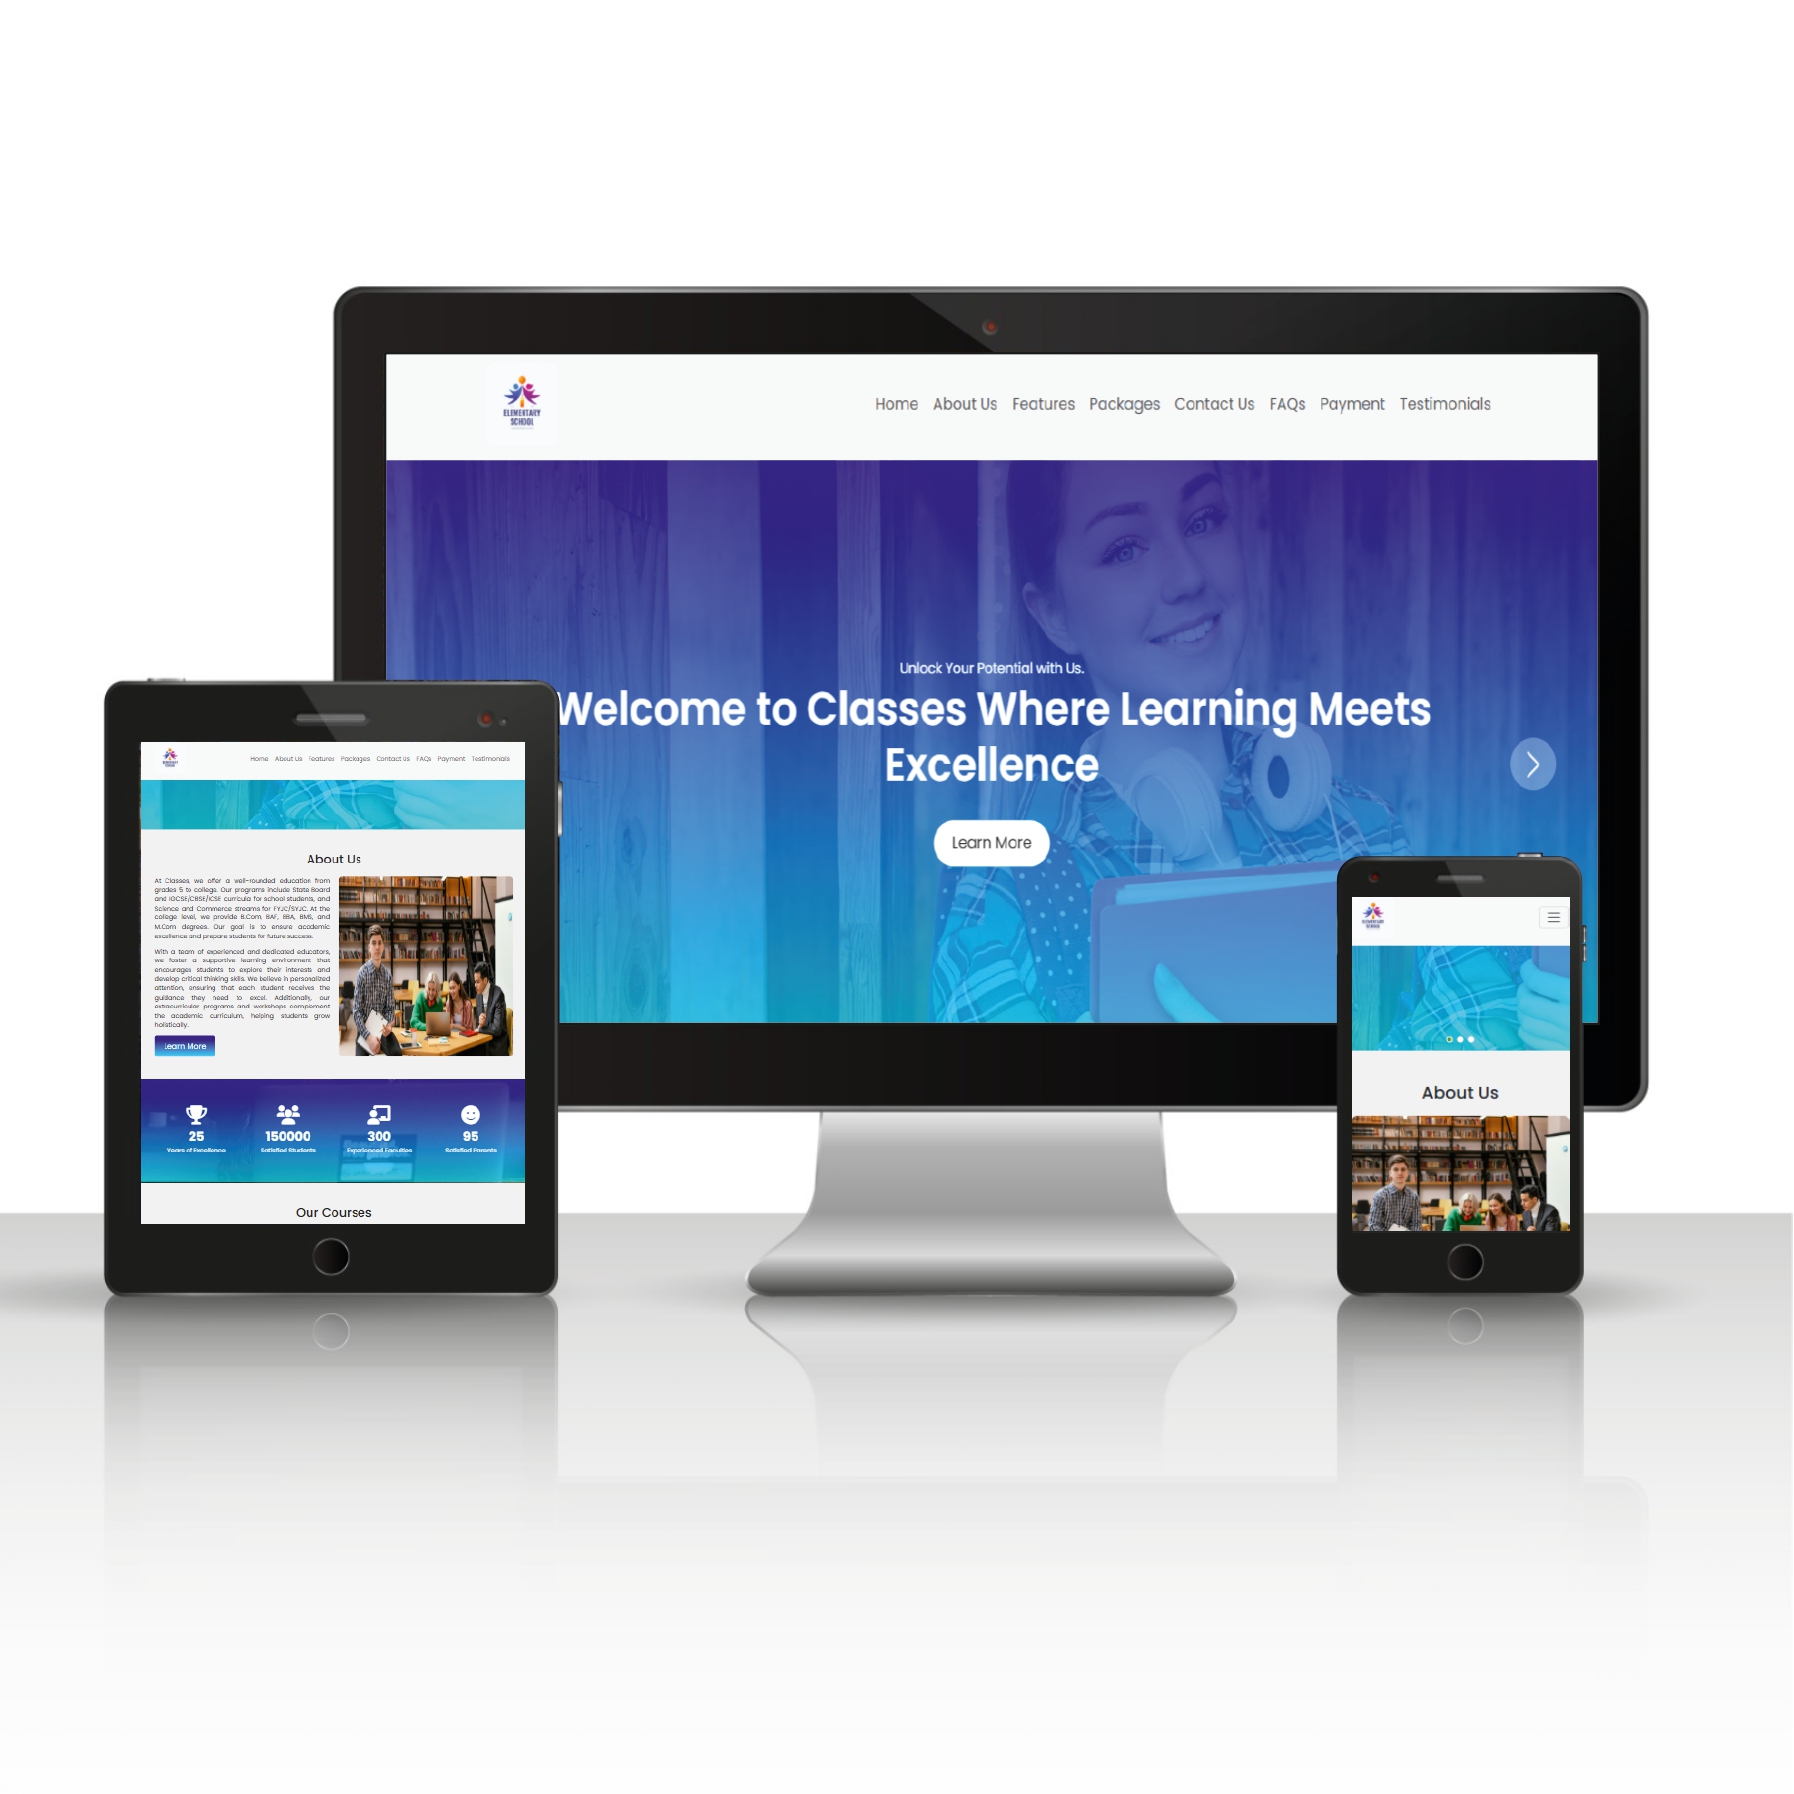 ELEMENTARY
SCHOOL
Home About Us Features Packages Contact Us FAQs Payment Testimonials
Unlock Your Potential with Us.
Welcome to Classes Where Learning Meets
Excellence
Learn More
Home About Us Features Packages Contact Us FAQs Payment Testimonials
About Us
At Classes, we offer a well-rounded education from
grades 5 to college. Our programs include State Board
and IGCSE/CBSE/ICSE curricula for school students, and
Science and Commerce streams for FYJC/SYJC. At the
college level, we provide B.Com, BAF, BBA, BMS, and
M.Com degrees. Our goal is to ensure academic
excellence and prepare students for future success.
With a team of experienced and dedicated educators,
we foster a supportive learning environment that
encourages students to explore their interests and
develop critical thinking skills. We believe in personalized
attention, ensuring that each student receives the
guidance they need to excel. Additionally, our
extracurricular programs and workshops complement
the academic curriculum, helping students grow
holistically.
Learn More
25 150000 300 95
Years of Excellence Satisfied Students Experienced Faculties Satisfied Parents
Our Courses
ELEMENTARY
SCHOOL
About Us